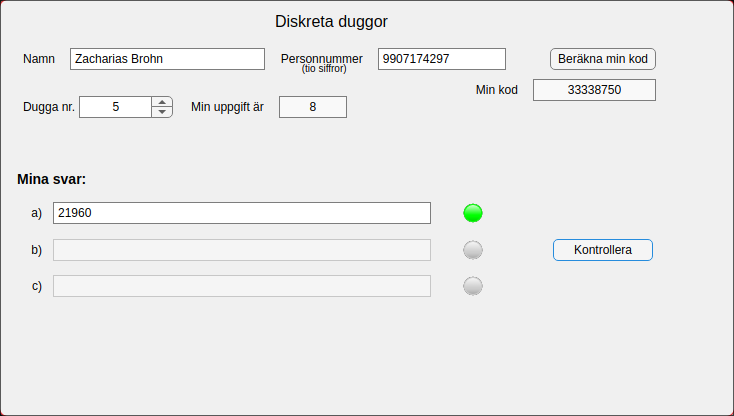 Diskreta duggor
Namn Zacharias Brohn Personnummer 9907174297 Beräkna min kod
(tio siffror)
Min kod 33338750
Dugga nr. 5 Min uppgift är 8
Mina svar:
a) 21960
b) Kontrollera
c)